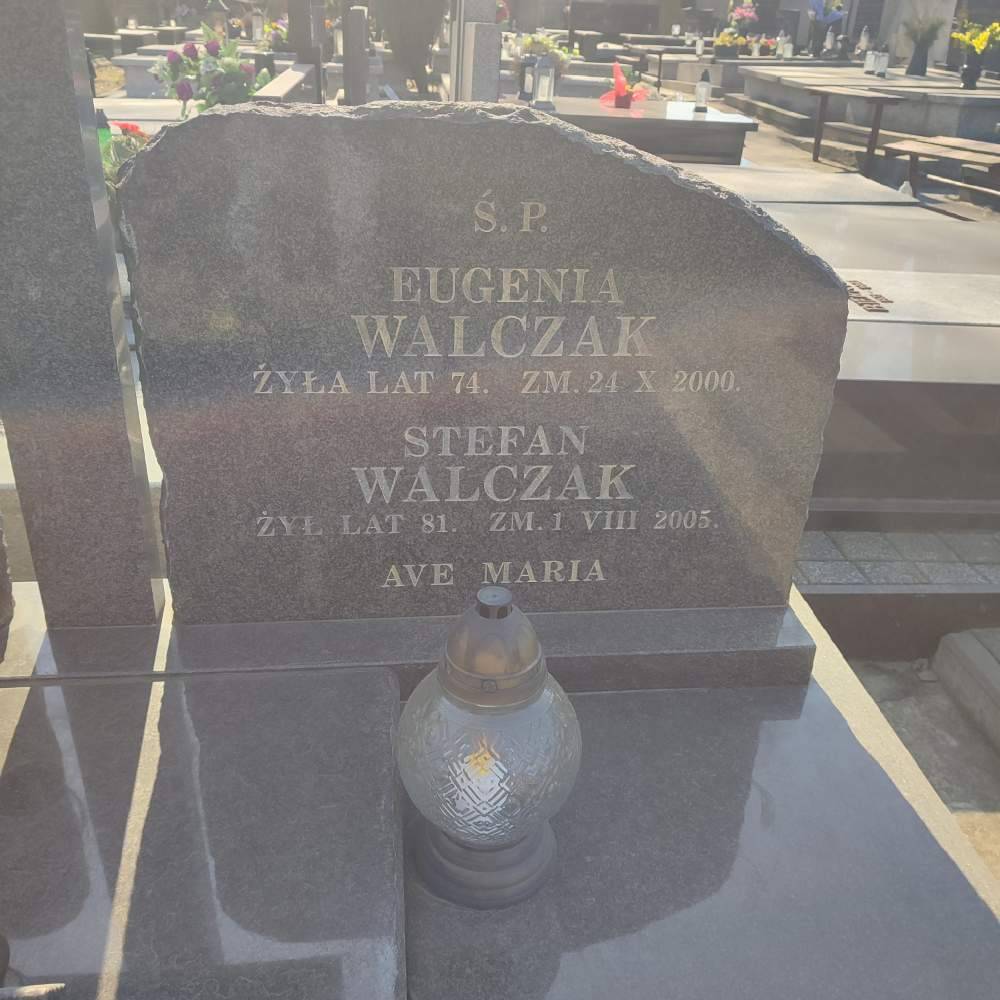 Ś. P.
EUGENIA
WALCZAK
ŻYŁA LAT 74. ZM. 24 X 2000.
STEFAN
WALCZAK
ŻYŁ LAT 81. ZM. 1 VIII 2005.
AVE MARIA